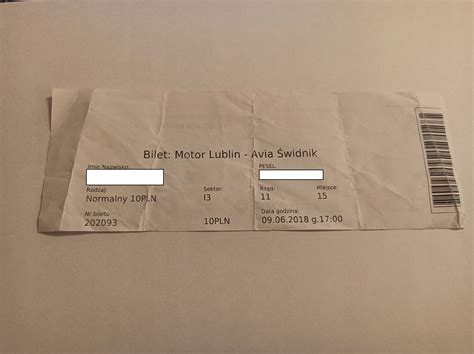 Bilet: Motor Lublin - Avia Świdnik
Imię Nazwisko: PESEL:
Rodzaj: Sektor: Rząd: Miejsce:
Normalny 10PLN I3 11 15
Nr biletu Data godzina:
202093 10PLN 09.06.2018 g.17:00